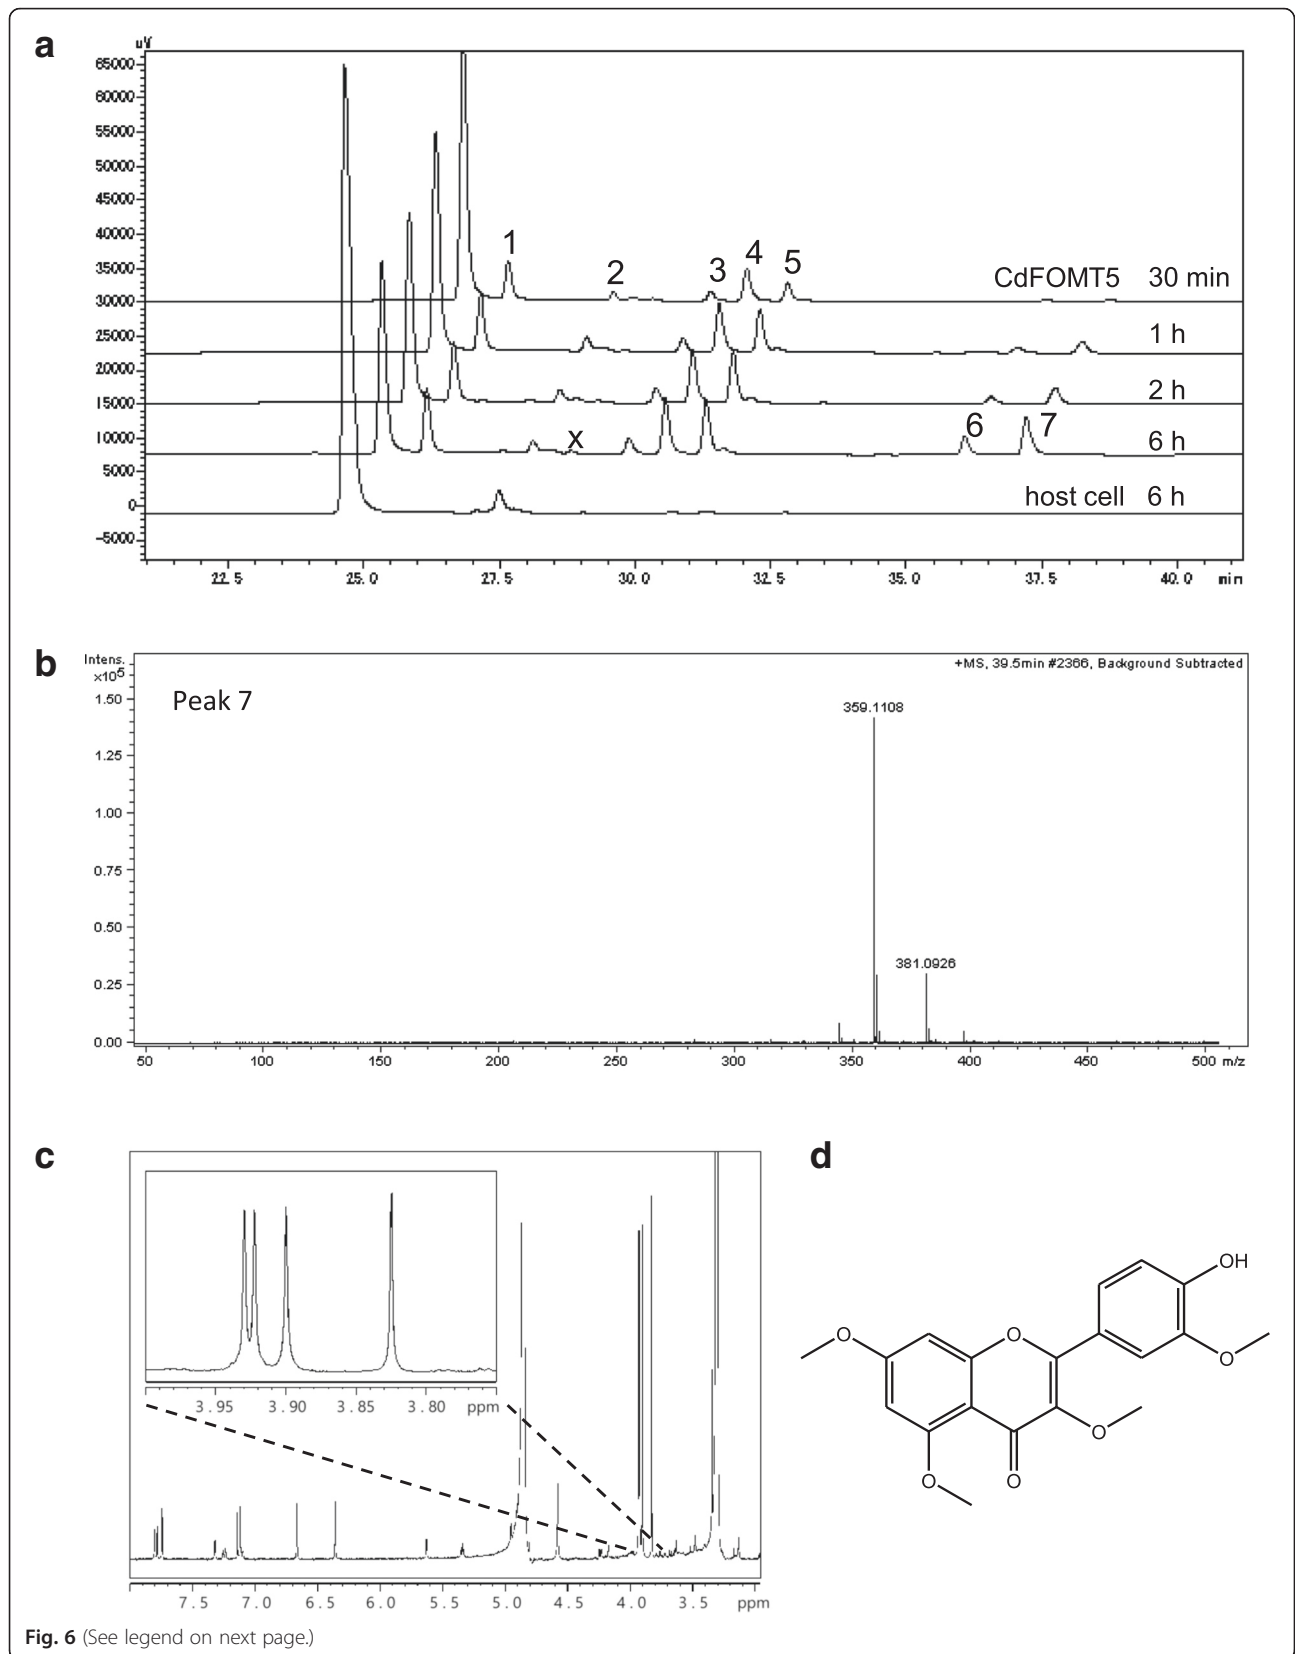 a
uV
65000
60000
55000
50000
45000
40000
35000
30000
25000
20000
15000
10000
5000
0
-5000
1
2
3
4
5
CdFOMT5 30 min
1 h
2 h
x
6
7
6 h
host cell 6 h
22.5 25.0 27.5 30.0 32.5 35.0 37.5 40.0 min
b
Intens.
x10⁵
+MS, 39.5min #2366, Background Subtracted
Peak 7
1.50
1.25
1.00
0.75
0.50
0.25
0.00
359.1108
381.0926
50 100 150 200 250 300 350 400 450 500 m/z
c
3.95 3.90 3.85 3.80 ppm
7.5 7.0 6.5 6.0 5.5 5.0 4.5 4.0 3.5 ppm
d
OH
O
O
O
O
O
O
Fig. 6 (See legend on next page.)